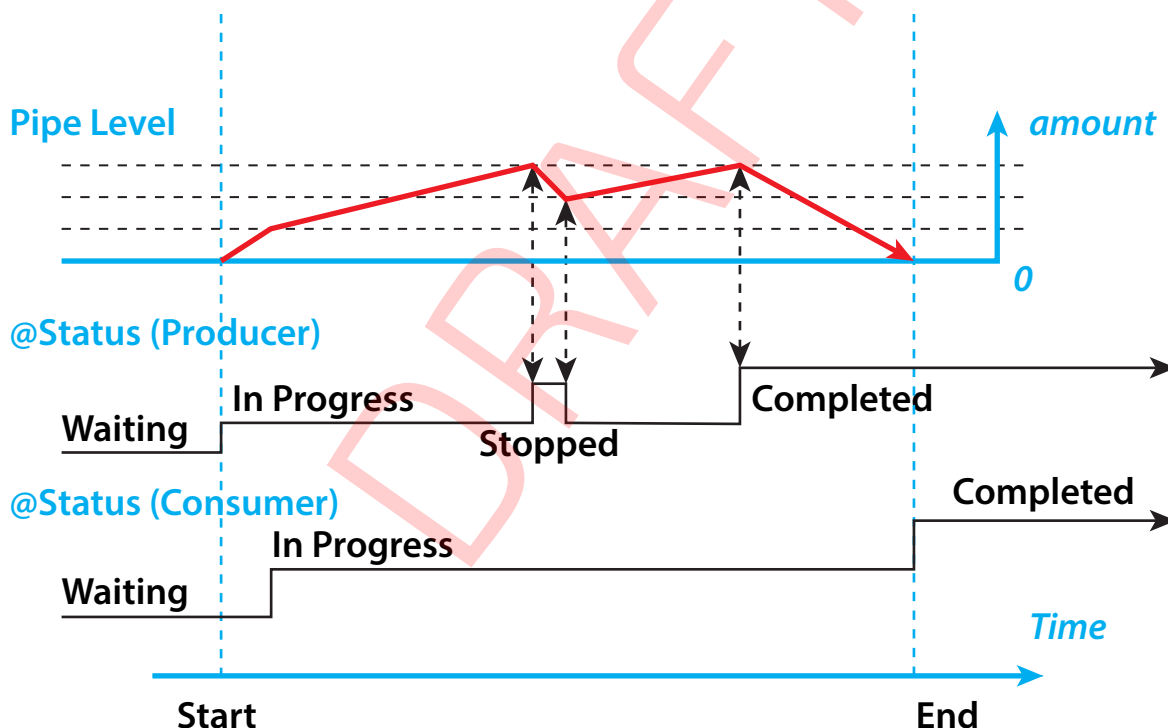 Pipe Level
amount
0
@Status (Producer)
In Progress
Completed
Waiting
Stopped
@Status (Consumer)
Completed
In Progress
Waiting
Time
Start
End
DRAFT